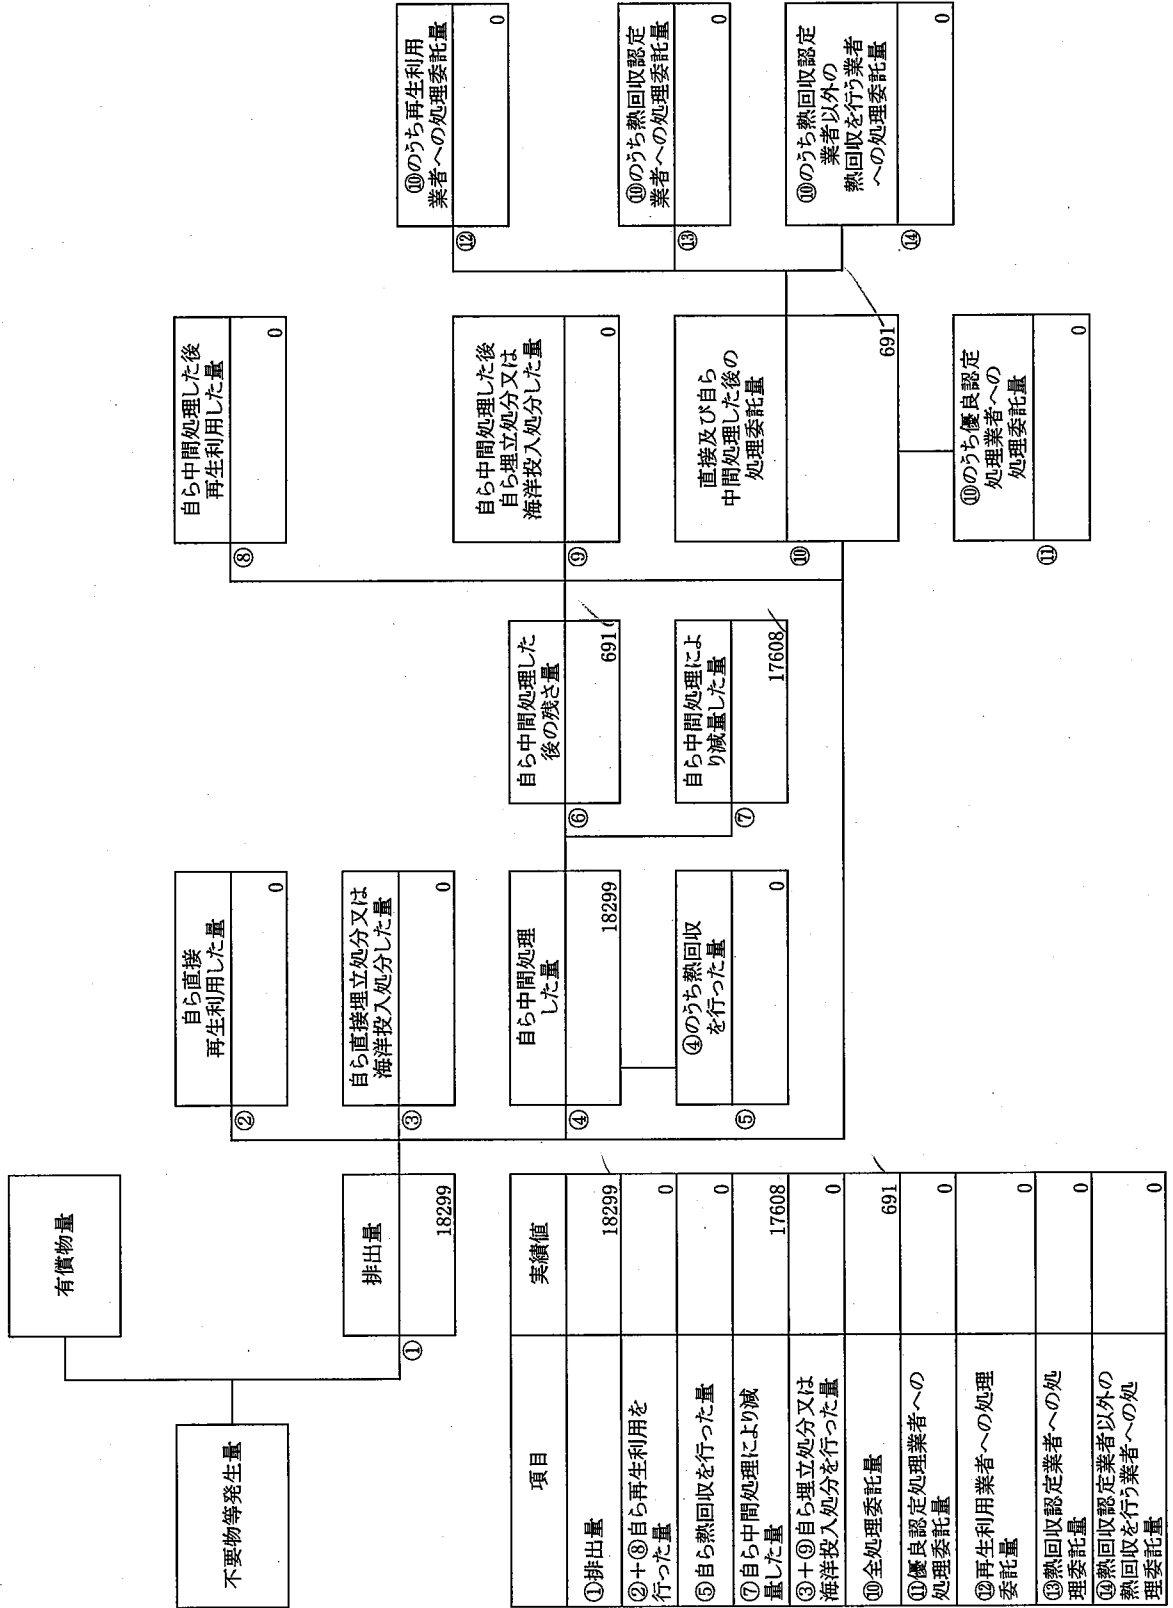 有償物量
不要物等発生量
①
排出量
18299
②
自ら直接
再生利用した量
0
③
自ら直接埋立処分又は
海洋投入処分した量
0
④
自ら中間処理
した量
18299
⑤
④のうち熱回収
を行った量
0
⑥
自ら中間処理した
後の残さ量
691
⑦
自ら中間処理によ
り減量した量
17608
⑧
自ら中間処理した後
再生利用した量
0
⑨
自ら中間処理した後
自ら埋立処分又は
海洋投入処分した量
0
⑩
直接及び自ら
中間処理した後の
処理委託量
691
⑪
⑩のうち優良認定
処理業者への
処理委託量
0
⑫
⑩のうち再生利用
業者への処理委託量
0
⑬
⑩のうち熱回収認定
業者への処理委託量
0
⑭
⑩のうち熱回収認定
業者以外の
熱回収を行う業者
への処理委託量
0
項目 実績値
①排出量 18299
②+⑧自ら再生利用を
行った量 0
⑤自ら熱回収を行った量 0
⑦自ら中間処理により減
量した量 17608
③+⑨自ら埋立処分又は
海洋投入処分を行った量 0
⑩全処理委託量 691
⑪優良認定処理業者への
処理委託量 0
⑫再生利用業者への処理
委託量 0
⑬熱回収認定業者への処
理委託量 0
⑭熱回収認定業者以外の
熱回収を行う業者への処
理委託量 0